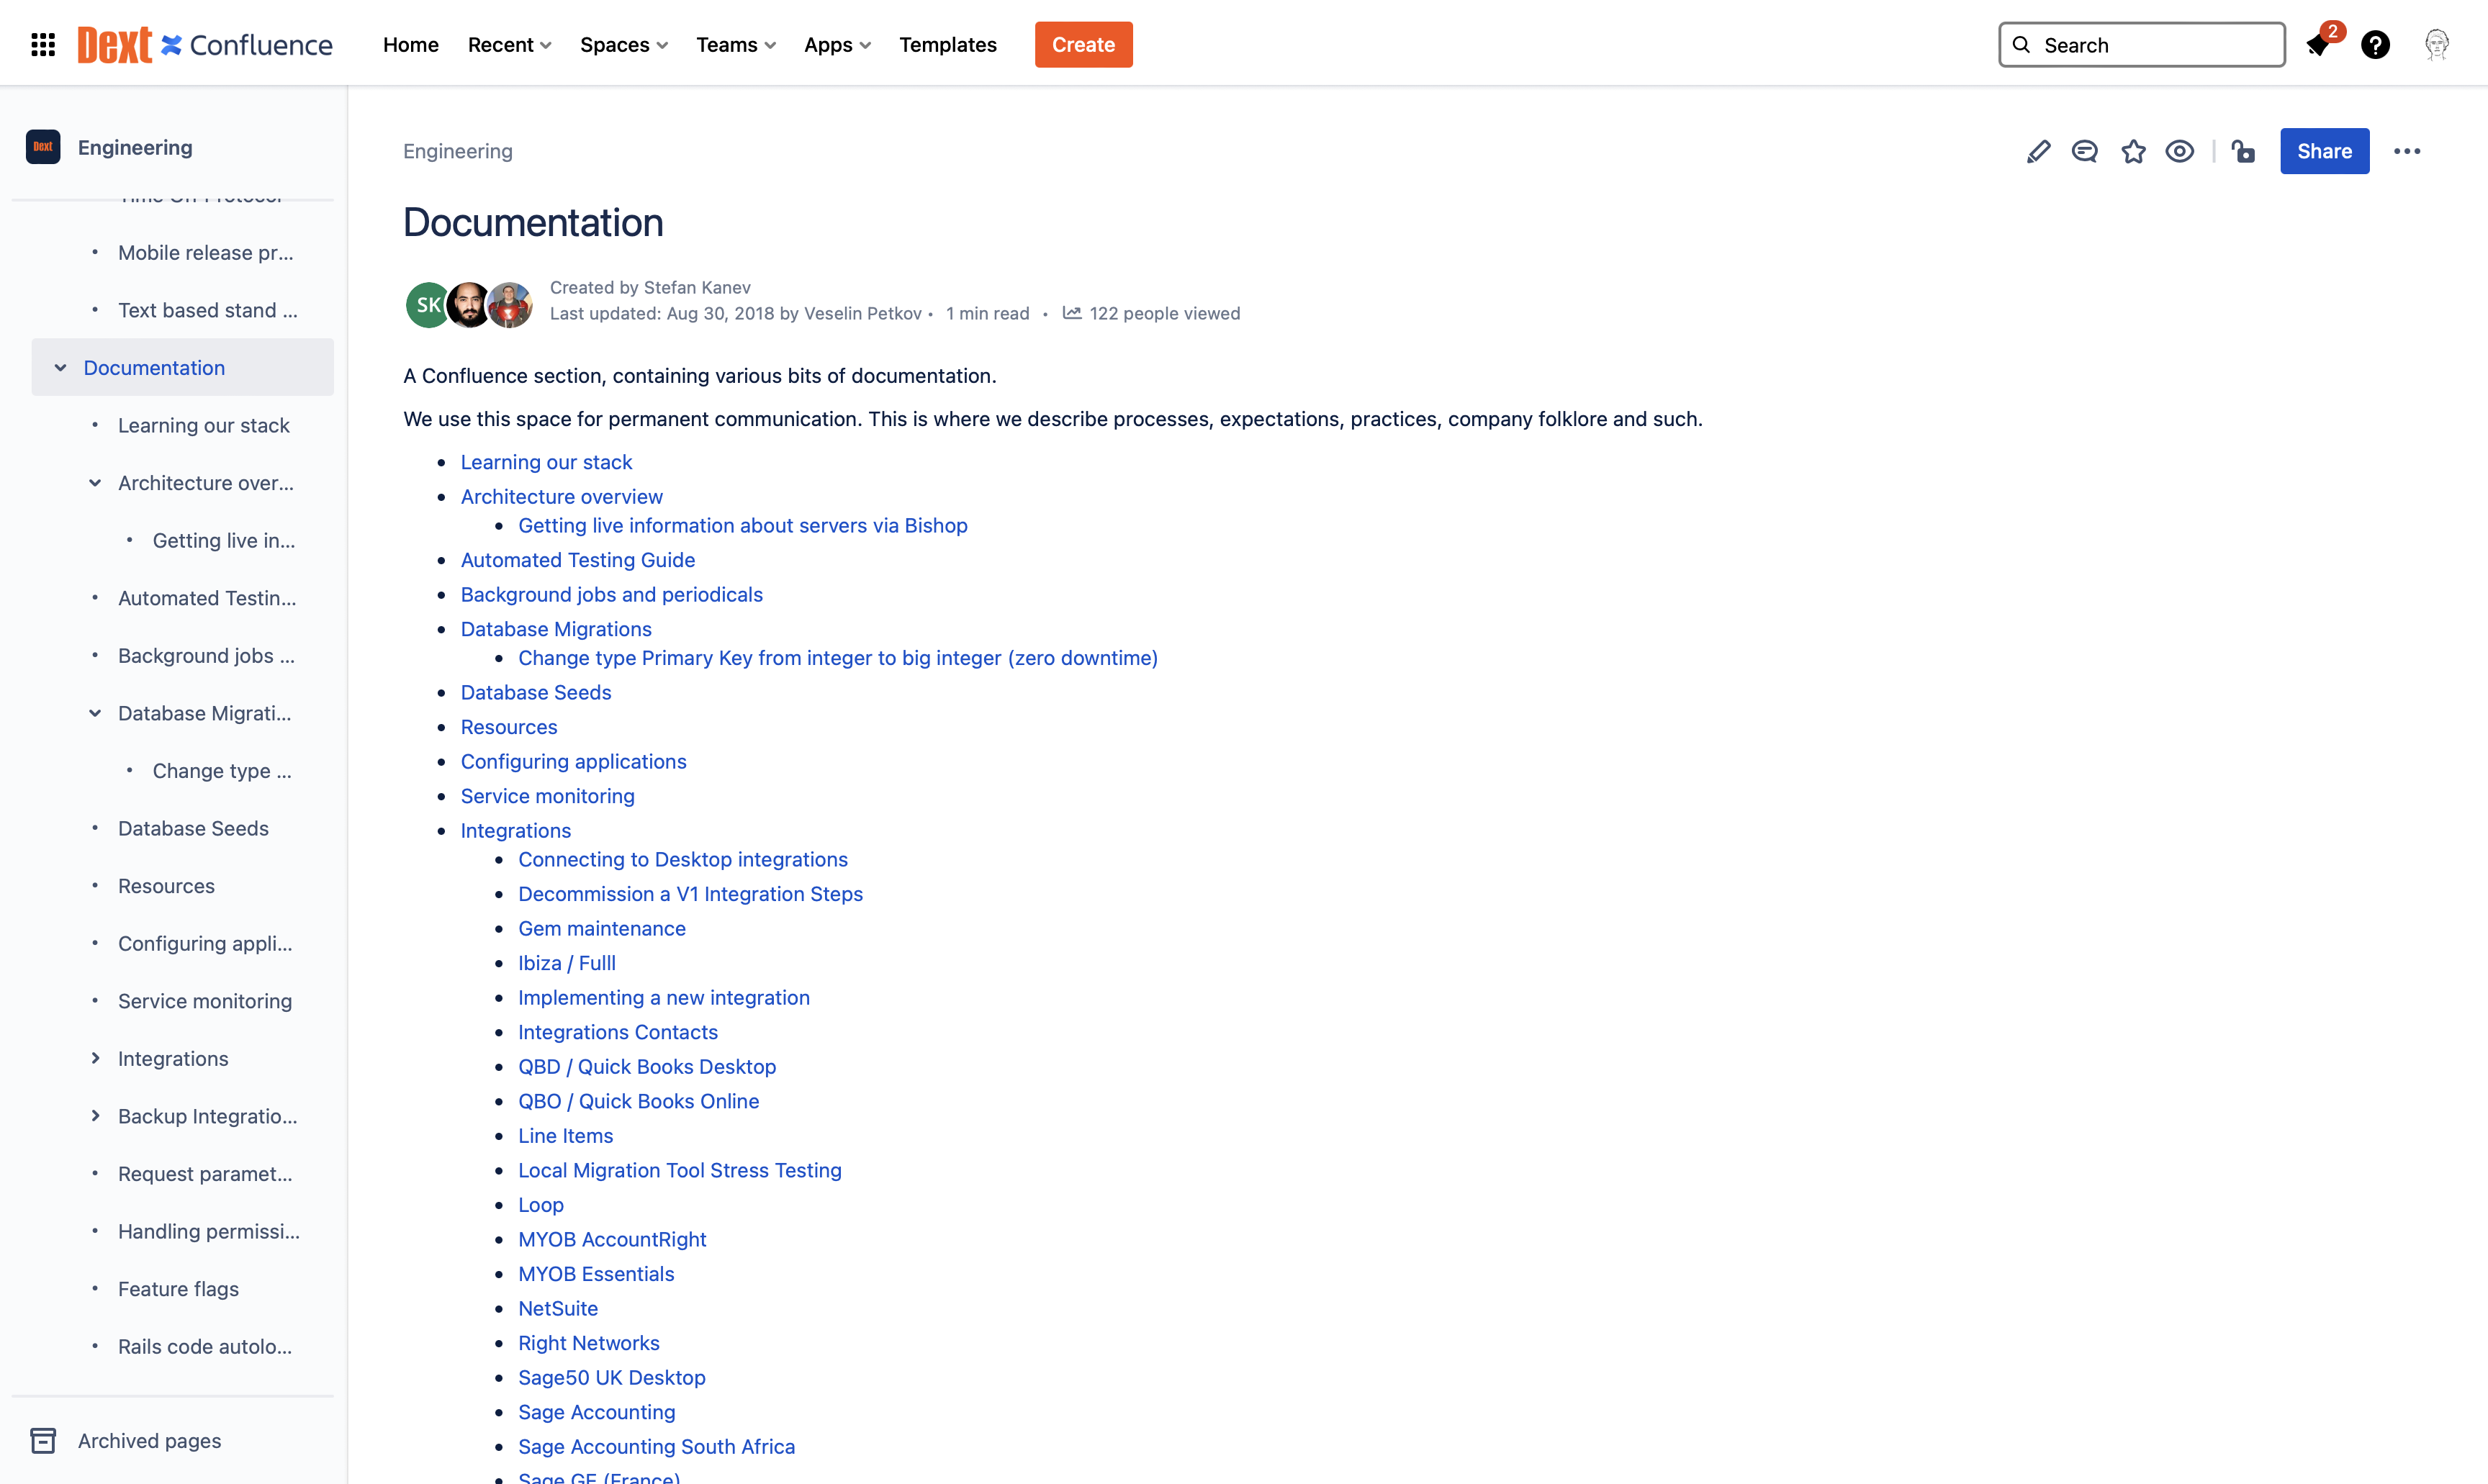 Dext Confluence Home Recent Spaces Teams Apps Templates Create Search 2 ?
Dext Engineering
Mobile release pr...
Text based stand ...
Documentation
Learning our stack
Architecture over...
Getting live in...
Automated Testin...
Background jobs ...
Database Migrati...
Change type ...
Database Seeds
Resources
Configuring appli...
Service monitoring
Integrations
Backup Integratio...
Request paramet...
Handling permissi...
Feature flags
Rails code autolo...
Archived pages
Engineering
Share
Documentation
SK
Created by Stefan Kanev
Last updated: Aug 30, 2018 by Veselin Petkov • 1 min read • 122 people viewed
A Confluence section, containing various bits of documentation.
We use this space for permanent communication. This is where we describe processes, expectations, practices, company folklore and such.
Learning our stack
Architecture overview
Getting live information about servers via Bishop
Automated Testing Guide
Background jobs and periodicals
Database Migrations
Change type Primary Key from integer to big integer (zero downtime)
Database Seeds
Resources
Configuring applications
Service monitoring
Integrations
Connecting to Desktop integrations
Decommission a V1 Integration Steps
Gem maintenance
Ibiza / Fulll
Implementing a new integration
Integrations Contacts
QBD / Quick Books Desktop
QBO / Quick Books Online
Line Items
Local Migration Tool Stress Testing
Loop
MYOB AccountRight
MYOB Essentials
NetSuite
Right Networks
Sage50 UK Desktop
Sage Accounting
Sage Accounting South Africa
Sage GE (France)